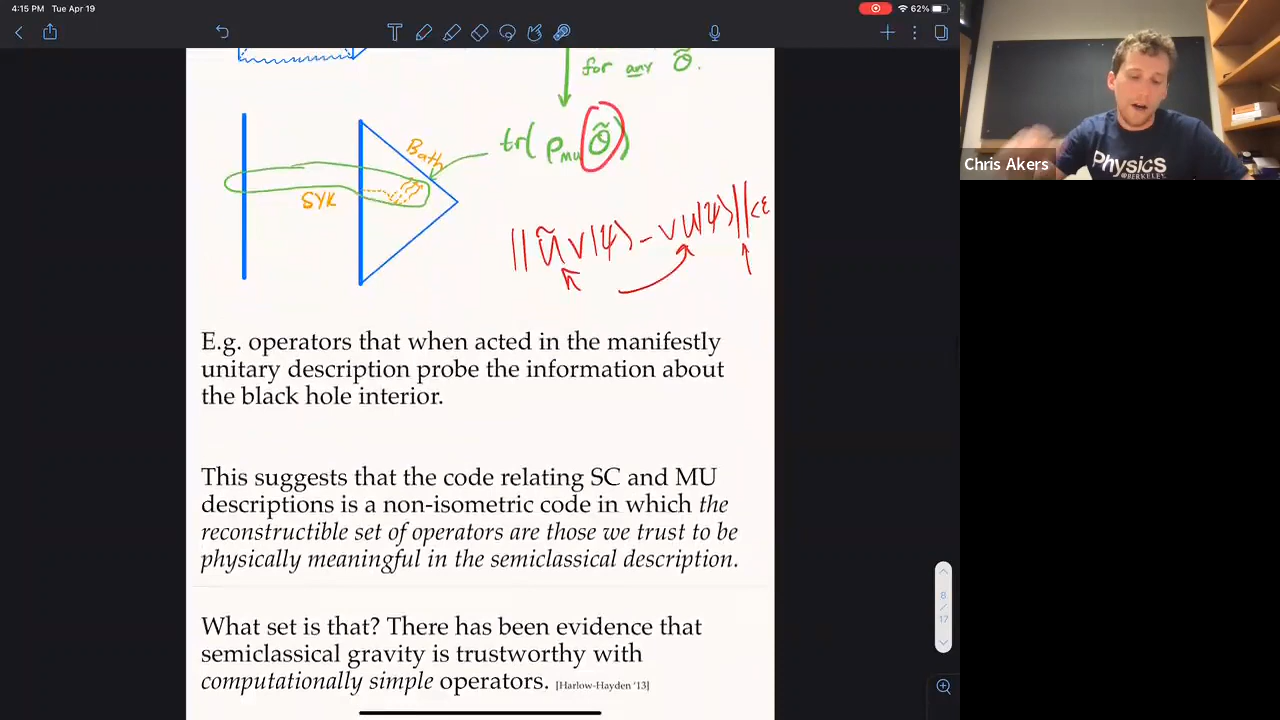 4:15 PM Tue Apr 19
62%
for any Õ.
Bath
tr( ρ_MU Õ )
SYK
|| Ũ V|ψ⟩ - V U|ψ⟩ || < ε
E.g. operators that when acted in the manifestly
unitary description probe the information about
the black hole interior.
This suggests that the code relating SC and MU
descriptions is a non-isometric code in which the
reconstructible set of operators are those we trust to be
physically meaningful in the semiclassical description.
8
/
17
What set is that? There has been evidence that
semiclassical gravity is trustworthy with
computationally simple operators. [Harlow-Hayden '13]
Chris Akers
Physics
@BERKELEY